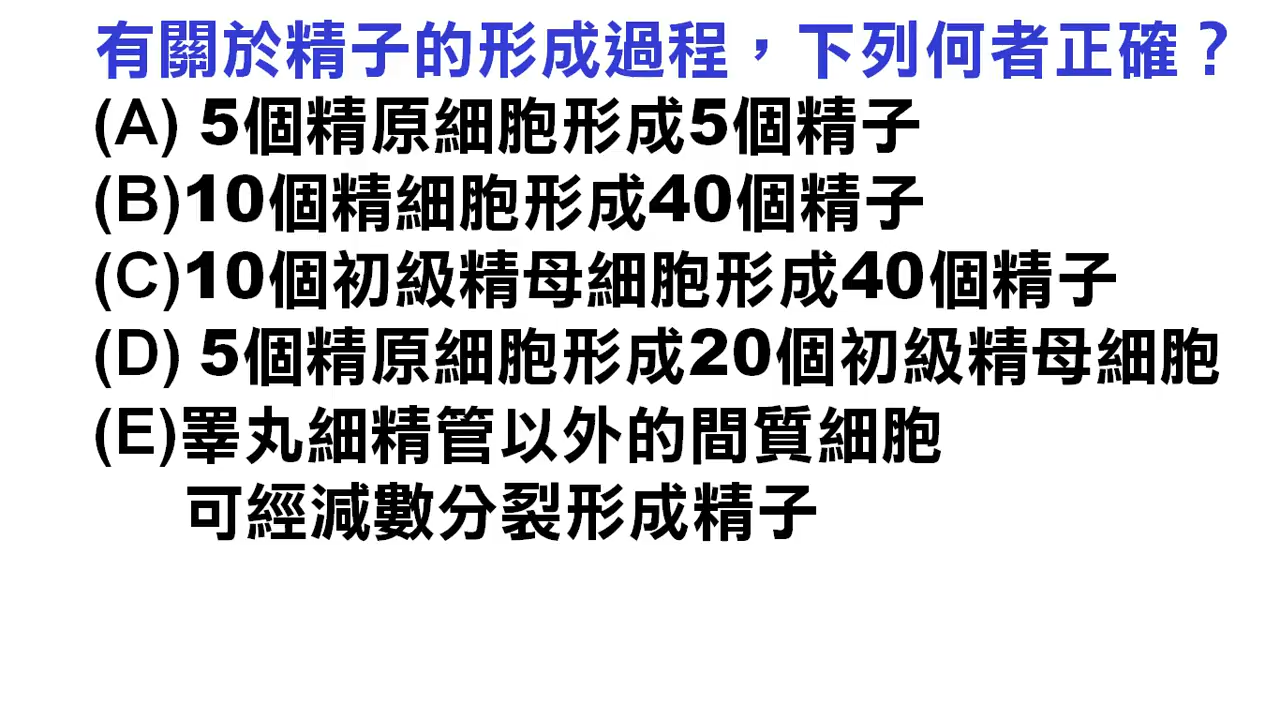 有關於精子的形成過程，下列何者正確？
(A) 5個精原細胞形成5個精子
(B)10個精細胞形成40個精子
(C)10個初級精母細胞形成40個精子
(D) 5個精原細胞形成20個初級精母細胞
(E)睪丸細精管以外的間質細胞
可經減數分裂形成精子